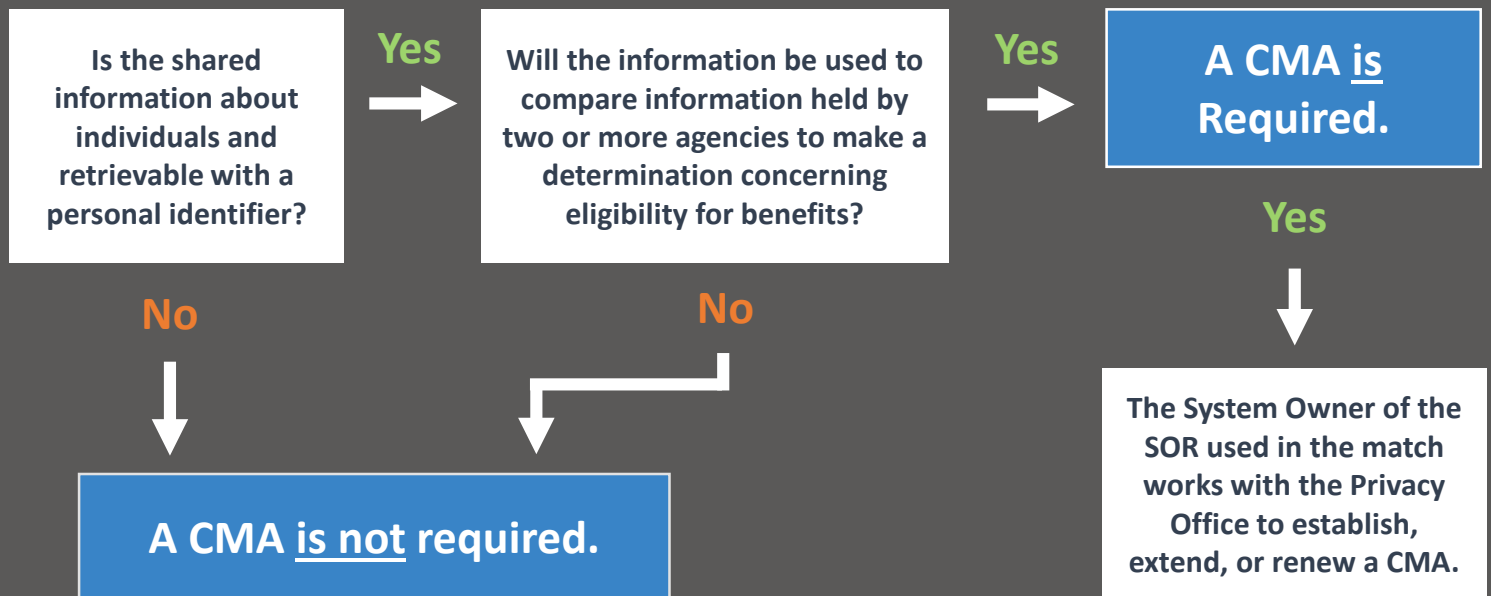 Is the shared
information about
individuals and
retrievable with a
personal identifier?
Yes
Will the information be used to
compare information held by
two or more agencies to make a
determination concerning
eligibility for benefits?
Yes
A CMA is
Required.
No
No
Yes
A CMA is not required.
The System Owner of the
SOR used in the match
works with the Privacy
Office to establish,
extend, or renew a CMA.